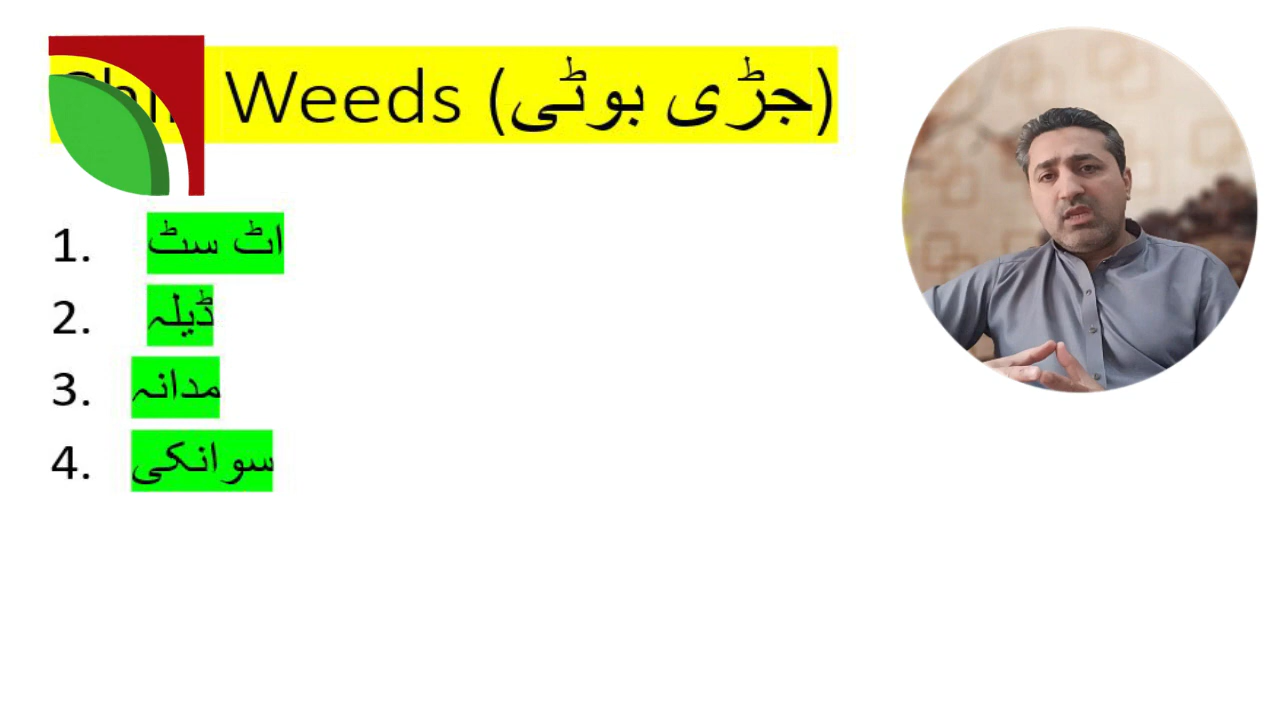 Weeds (جڑی بوٹی)
1. اٹ سٹ
2. ڈیلہ
3. مدانہ
4. سوانکی